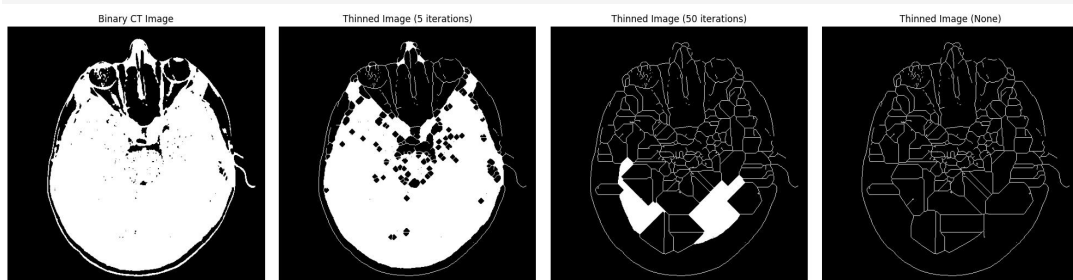 Binary CT Image
Thinned Image (5 iterations)
Thinned Image (50 iterations)
Thinned Image (None)